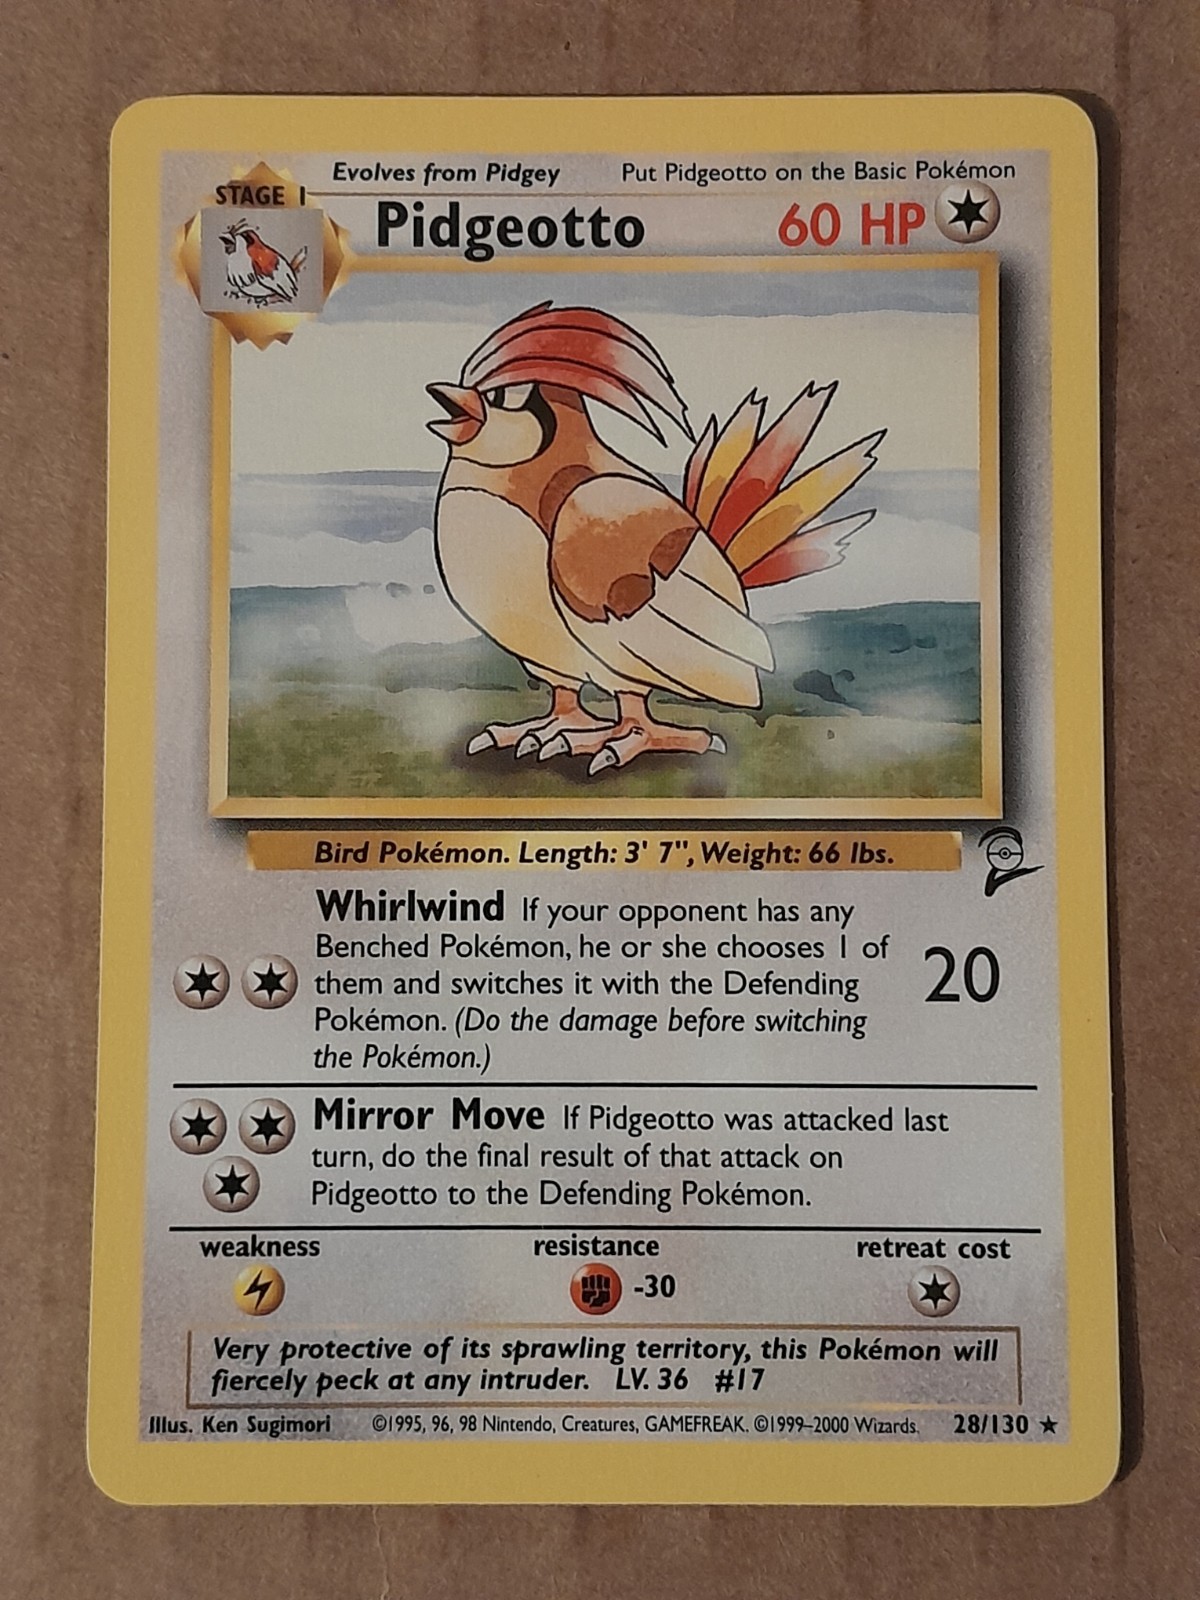 Evolves from Pidgey Put Pidgeotto on the Basic Pokémon
STAGE 1
Pidgeotto 60 HP
Bird Pokémon. Length: 3' 7", Weight: 66 lbs.
Whirlwind If your opponent has any
Benched Pokémon, he or she chooses 1 of
them and switches it with the Defending
Pokémon. (Do the damage before switching
the Pokémon.)
20
Mirror Move If Pidgeotto was attacked last
turn, do the final result of that attack on
Pidgeotto to the Defending Pokémon.
weakness resistance retreat cost
-30
Very protective of its sprawling territory, this Pokémon will
fiercely peck at any intruder. LV. 36 #17
Illus. Ken Sugimori ©1995, 96, 98 Nintendo, Creatures, GAMEFREAK. ©1999–2000 Wizards. 28/130 ★